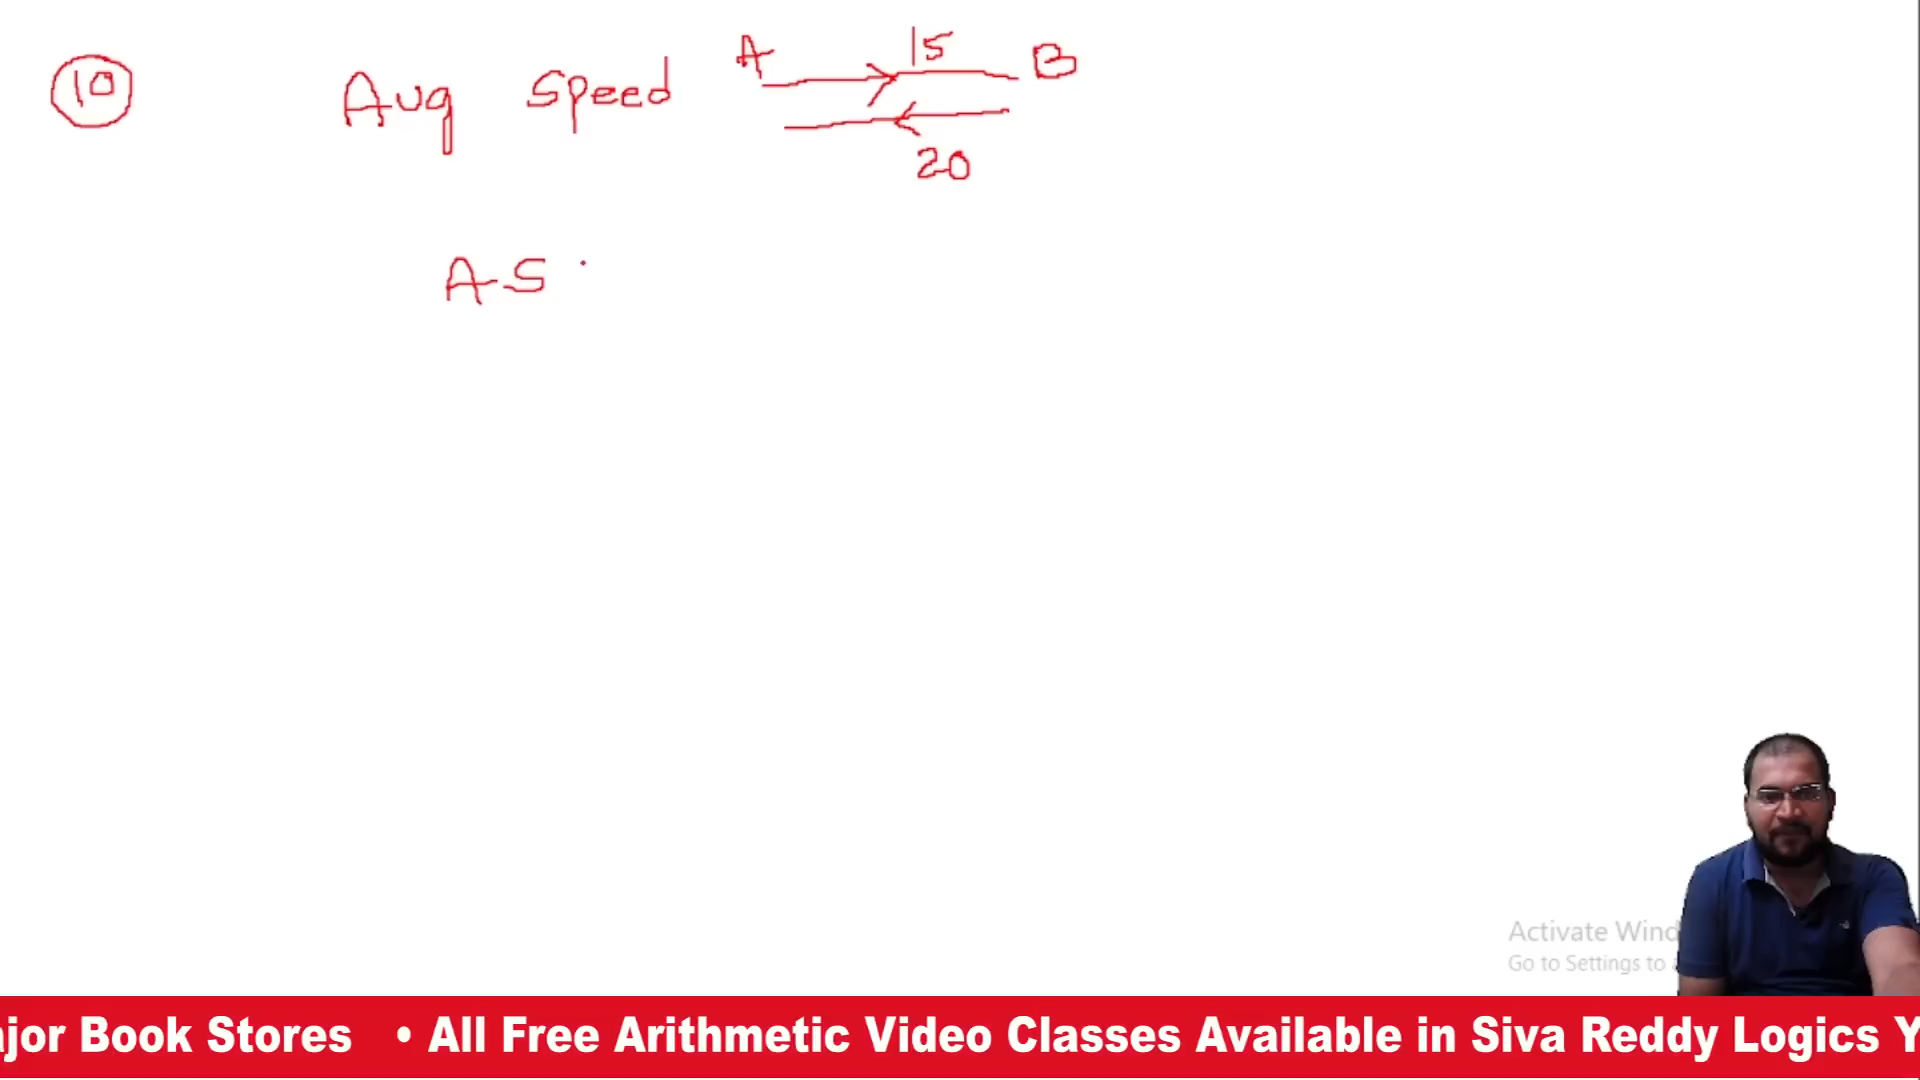 10 Avg Speed A 15 B
20
A.S
Activate Wind
Go to Settings to
ajor Book Stores • All Free Arithmetic Video Classes Available in Siva Reddy Logics Y